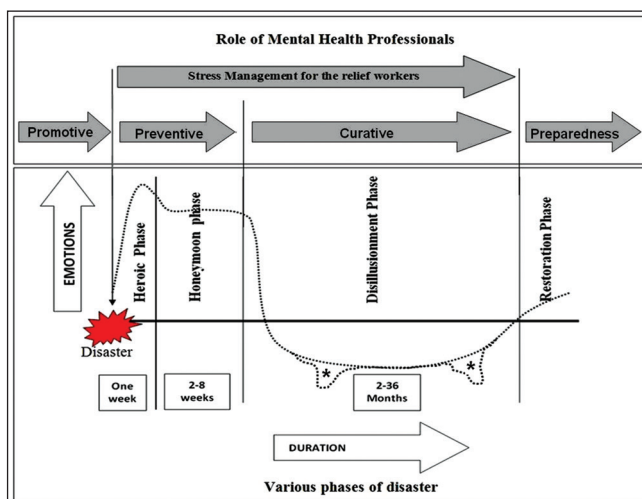 Role of Mental Health Professionals
Stress Management for the relief workers
Promotive
Preventive
Curative
Preparedness
EMOTIONS
Heroic Phase
Honeymoon phase
Disillusionment Phase
Restoration Phase
Disaster
*
*
One
week
2-8
weeks
2-36
Months
DURATION
Various phases of disaster